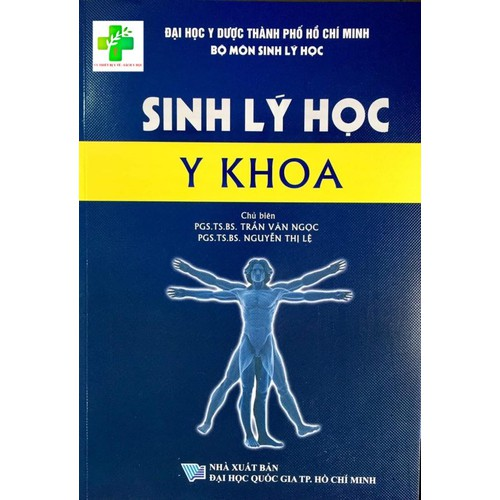 ĐẠI HỌC Y DƯỢC THÀNH PHỐ HỒ CHÍ MINH
BỘ MÔN SINH LÝ HỌC
SINH LÝ HỌC
Y KHOA
Chủ biên
PGS.TS.BS. TRẦN VĂN NGỌC
PGS.TS.BS. NGUYỄN THỊ LỆ
NHÀ XUẤT BẢN
ĐẠI HỌC QUỐC GIA TP. HỒ CHÍ MINH